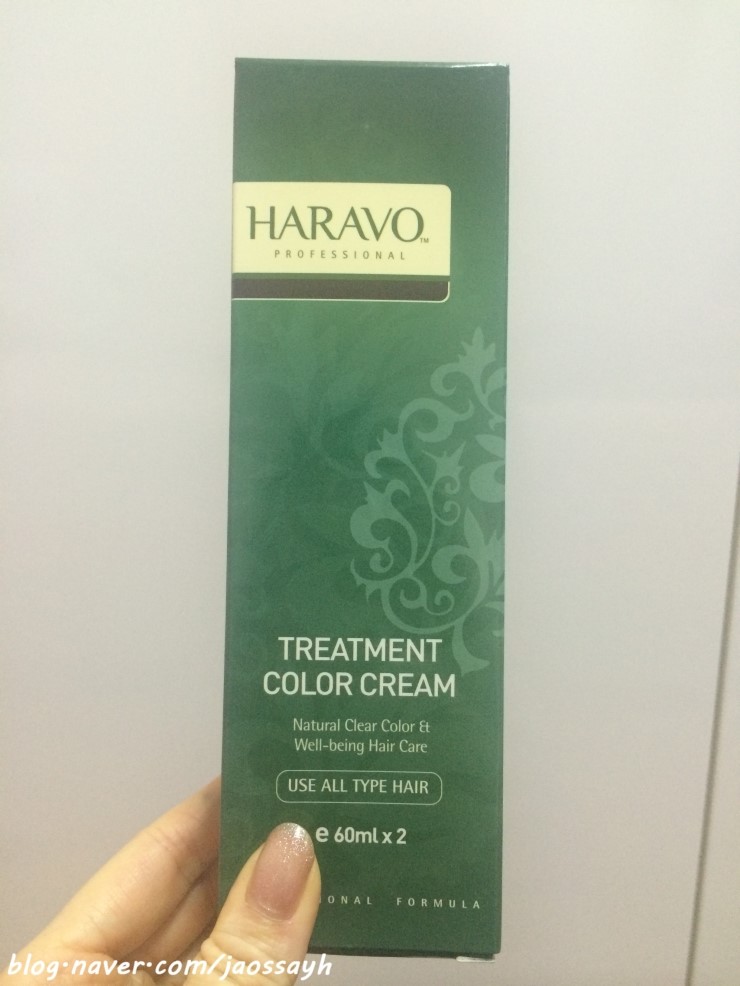 HARAVO™
PROFESSIONAL
TREATMENT
COLOR CREAM
Natural Clear Color &
Well-being Hair Care
USE ALL TYPE HAIR
e 60ml x 2
FORMULA
blog.naver.com/jaossayh